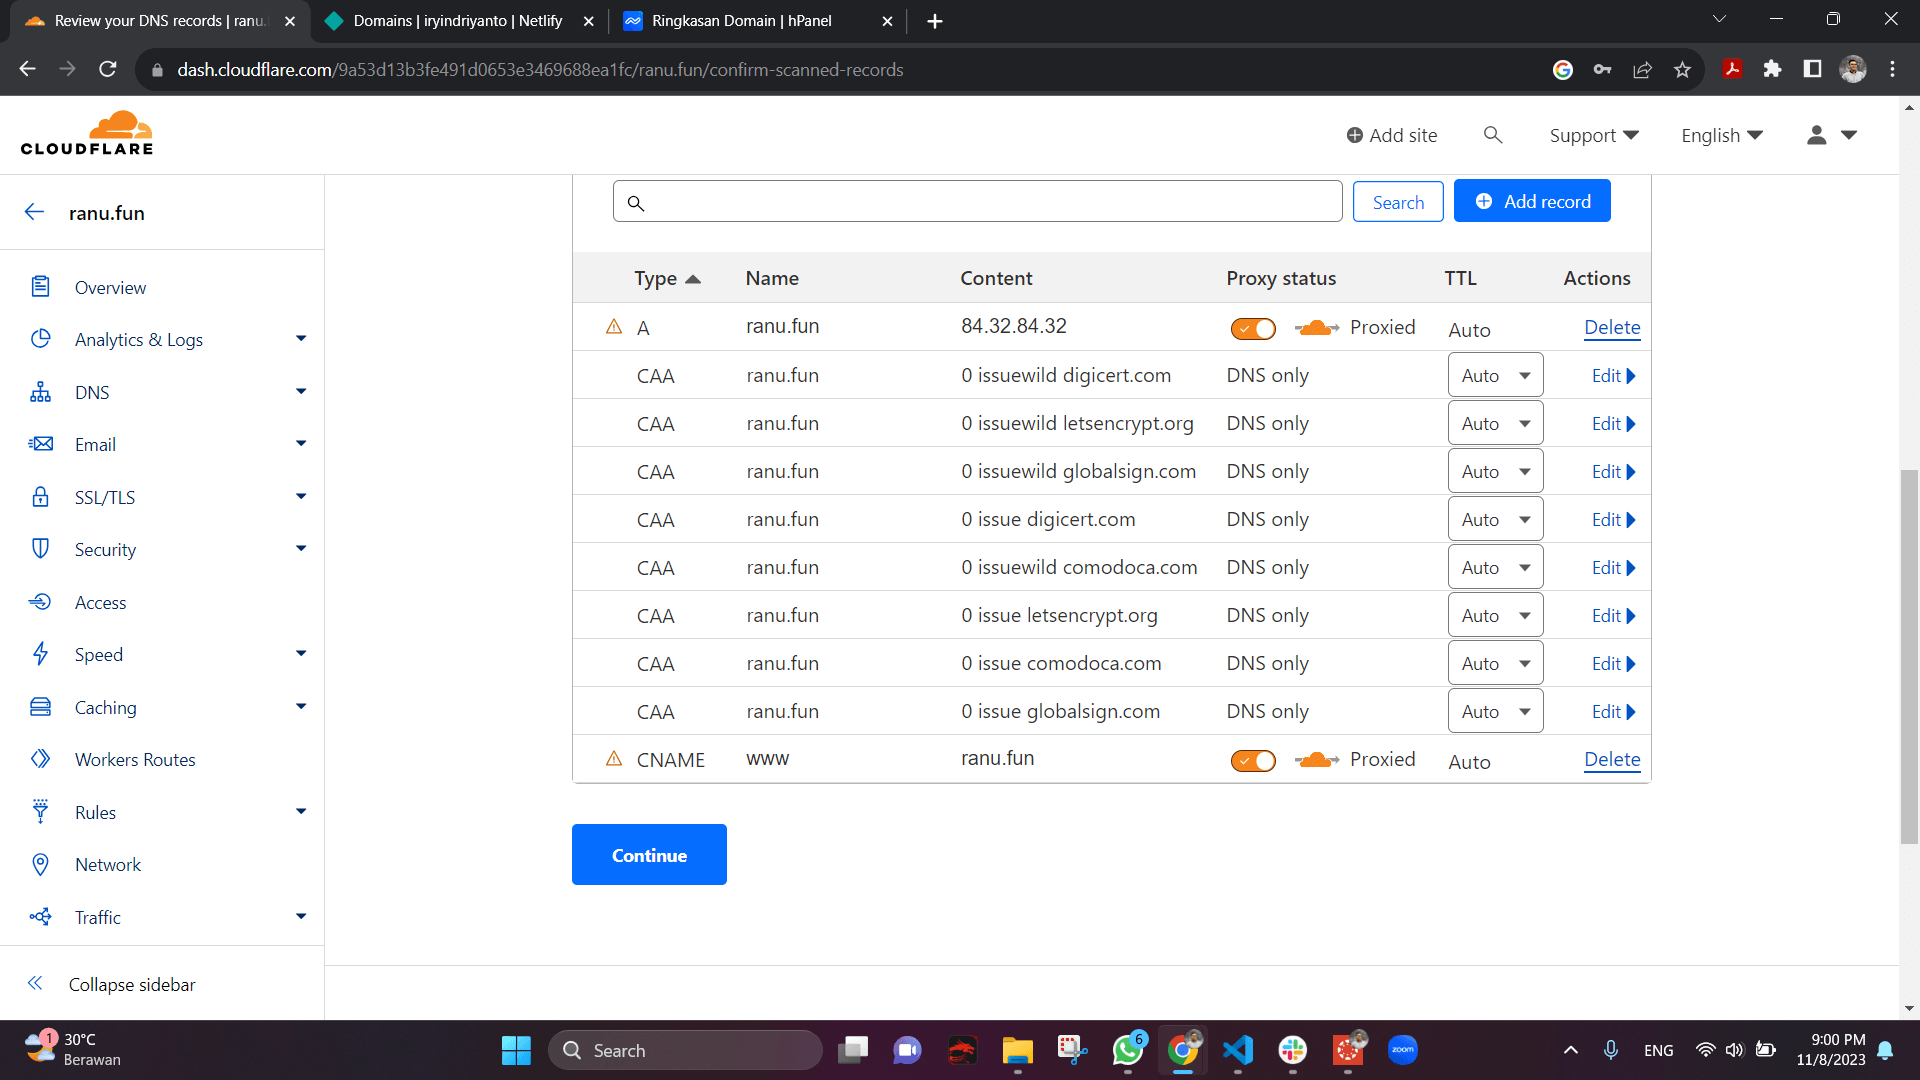 Review your DNS records | ranu.
Domains | iryindriyanto | Netlify
Ringkasan Domain | hPanel
dash.cloudflare.com/9a53d13b3fe491d0653e3469688ea1fc/ranu.fun/confirm-scanned-records
CLOUDFLARE
Add site
Support
English
ranu.fun
Overview
Analytics & Logs
DNS
Email
SSL/TLS
Security
Access
Speed
Caching
Workers Routes
Rules
Network
Traffic
Collapse sidebar
Search
Add record
Type Name Content Proxy status TTL Actions
A ranu.fun 84.32.84.32 Proxied Auto Delete
CAA ranu.fun 0 issuewild digicert.com DNS only Auto Edit
CAA ranu.fun 0 issuewild letsencrypt.org DNS only Auto Edit
CAA ranu.fun 0 issuewild globalsign.com DNS only Auto Edit
CAA ranu.fun 0 issue digicert.com DNS only Auto Edit
CAA ranu.fun 0 issuewild comodoca.com DNS only Auto Edit
CAA ranu.fun 0 issue letsencrypt.org DNS only Auto Edit
CAA ranu.fun 0 issue comodoca.com DNS only Auto Edit
CAA ranu.fun 0 issue globalsign.com DNS only Auto Edit
CNAME www ranu.fun Proxied Auto Delete
Continue
1
30°C
Berawan
Search
6
zoom
ENG
9:00 PM
11/8/2023